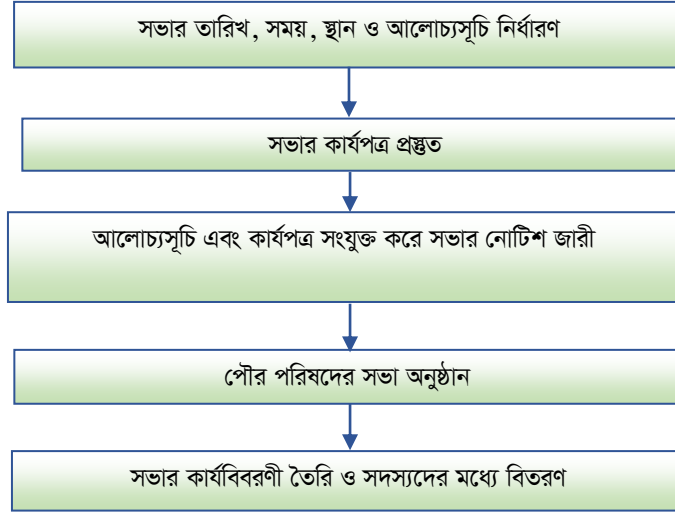 সভার তারিখ, সময়, স্থান ও আলোচ্যসূচি নির্ধারণ
সভার কার্যপত্র প্রস্তুত
আলোচ্যসূচি এবং কার্যপত্র সংযুক্ত করে সভার নোটিশ জারী
পৌর পরিষদের সভা অনুষ্ঠান
সভার কার্যবিবরণী তৈরি ও সদস্যদের মধ্যে বিতরণ